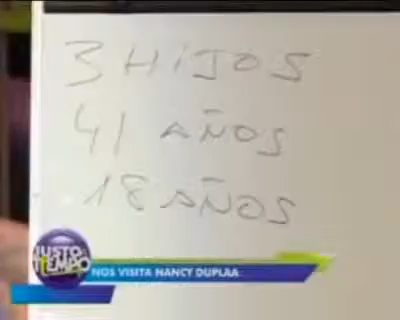 3 HIJOS
41 AÑOS
18 AÑOS
JUSTO A
TIEMPO
NOS VISITA NANCY DUPLAA